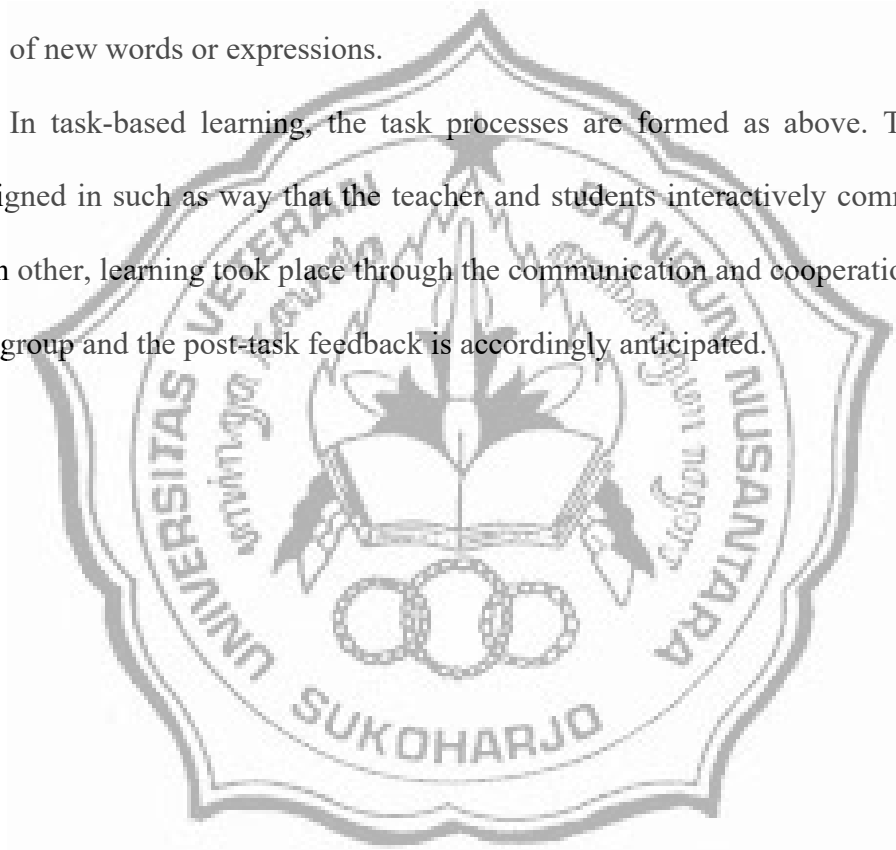 of new words or expressions.
In task-based learning, the task processes are formed as above. T
igned in such as way that the teacher and students interactively com
other, learning took place through the communication and cooperatio
group and the post-task feedback is accordingly anticipated.
UNIVERSITAS VETERAN BANGUN NUSANTARA
SUKOHARJO